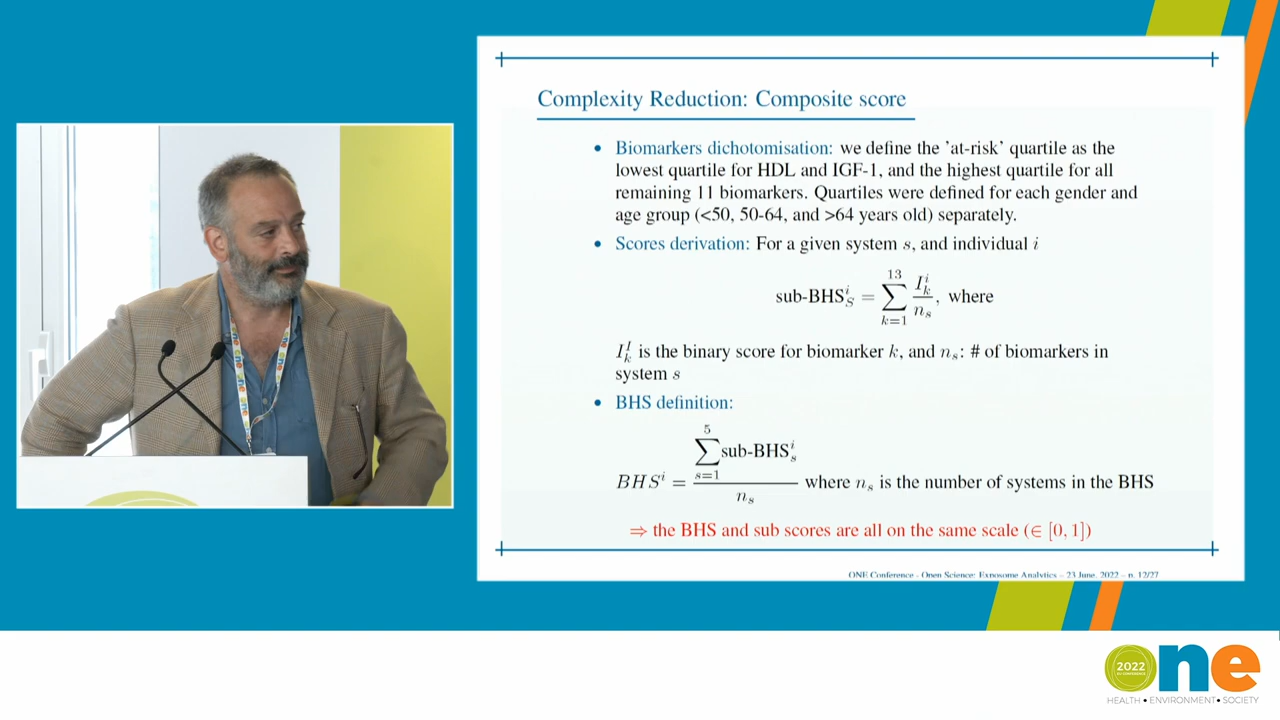 Complexity Reduction: Composite score
• Biomarkers dichotomisation: we define the 'at-risk' quartile as the
lowest quartile for HDL and IGF-1, and the highest quartile for all
remaining 11 biomarkers. Quartiles were defined for each gender and
age group (<50, 50-64, and >64 years old) separately.
• Scores derivation: For a given system s, and individual i
sub-BHS_S^i = ∑_{k=1}^{13} I_k^i / n_s, where
I_k^I is the binary score for biomarker k, and n_s: # of biomarkers in
system s
• BHS definition:
BHS^i = ∑_{s=1}^{5} sub-BHS_s^i / n_s where n_s is the number of systems in the BHS
⇒ the BHS and sub scores are all on the same scale (∈ [0, 1])
ONE Conference - Open Science: Exposome Analytics – 23 June, 2022 – n. 12/27
2022
EU CONFERENCE
one
HEALTH • ENVIRONMENT • SOCIETY